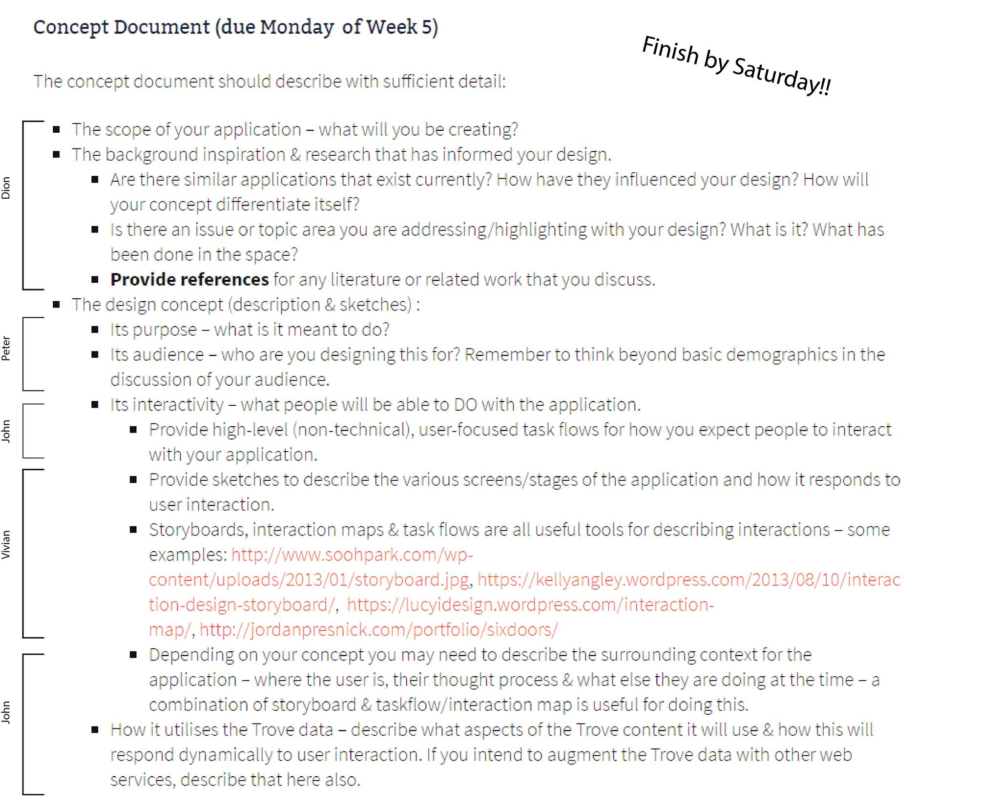 Concept Document (due Monday of Week 5)
Finish by Saturday!!
The concept document should describe with sufficient detail:
Dion
■ The scope of your application – what will you be creating?
■ The background inspiration & research that has informed your design.
■ Are there similar applications that exist currently? How have they influenced your design? How will
your concept differentiate itself?
■ Is there an issue or topic area you are addressing/highlighting with your design? What is it? What has
been done in the space?
■ Provide references for any literature or related work that you discuss.
■ The design concept (description & sketches) :
Peter
■ Its purpose – what is it meant to do?
■ Its audience – who are you designing this for? Remember to think beyond basic demographics in the
discussion of your audience.
John
■ Its interactivity – what people will be able to DO with the application.
■ Provide high-level (non-technical), user-focused task flows for how you expect people to interact
with your application.
Vivian
■ Provide sketches to describe the various screens/stages of the application and how it responds to
user interaction.
■ Storyboards, interaction maps & task flows are all useful tools for describing interactions – some
examples: http://www.soohpark.com/wp-
content/uploads/2013/01/storyboard.jpg, https://kellyangley.wordpress.com/2013/08/10/interac
tion-design-storyboard/, https://lucyidesign.wordpress.com/interaction-
map/, http://jordanpresnick.com/portfolio/sixdoors/
John
■ Depending on your concept you may need to describe the surrounding context for the
application – where the user is, their thought process & what else they are doing at the time – a
combination of storyboard & taskflow/interaction map is useful for doing this.
■ How it utilises the Trove data – describe what aspects of the Trove content it will use & how this will
respond dynamically to user interaction. If you intend to augment the Trove data with other web
services, describe that here also.